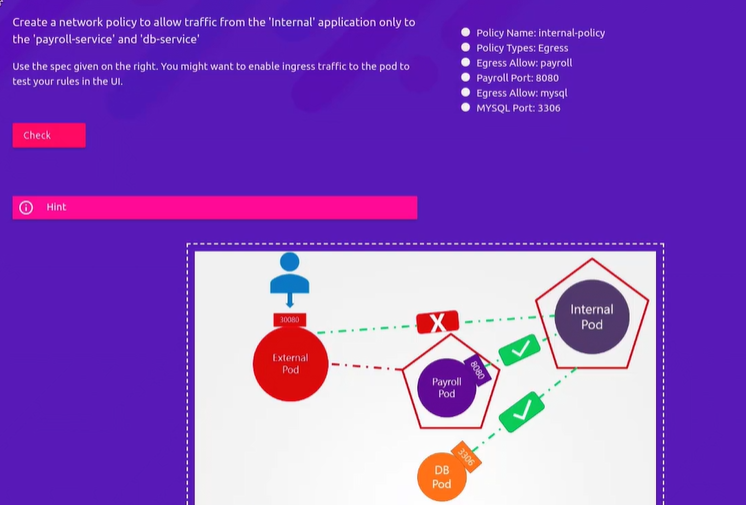 Create a network policy to allow traffic from the 'Internal' application only to
the 'payroll-service' and 'db-service'
Use the spec given on the right. You might want to enable ingress traffic to the pod to
test your rules in the UI.
Check
Hint
Policy Name: internal-policy
Policy Types: Egress
Egress Allow: payroll
Payroll Port: 8080
Egress Allow: mysql
MYSQL Port: 3306
30080
External
Pod
X
Internal
Pod
8080
Payroll
Pod
3306
DB
Pod